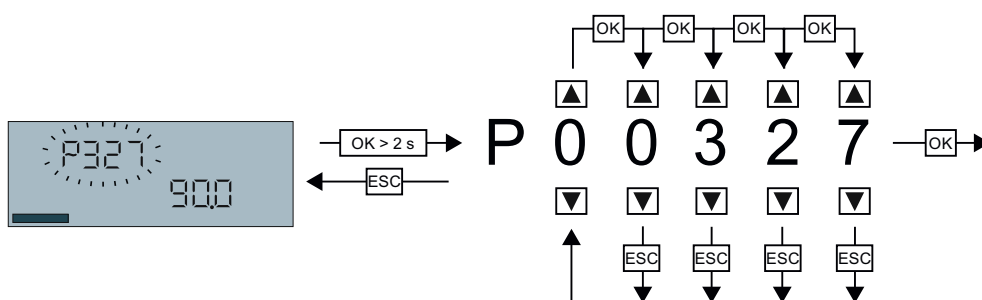 OK OK OK OK
P327
90.0
OK > 2 s
ESC
P 0 0 3 2 7
OK
ESC ESC ESC ESC